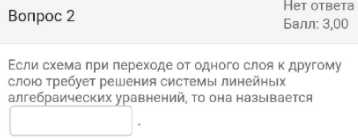 Вопрос 2
Нет ответа
Балл: 3,00
Если схема при переходе от одного слоя к другому
слою требует решения системы линейных
алгебраических уравнений, то она называется
.